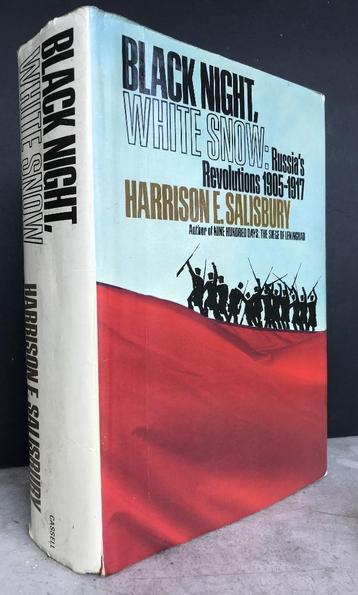 BLACK NIGHT,
WHITE SNOW
HARRISON E. SALISBURY
CASSELL
BLACK NIGHT,
WHITE SNOW: Russia's
Revolutions 1905-1917
HARRISON E. SALISBURY
Author of NINE HUNDRED DAYS: THE SIEGE OF LENINGRAD